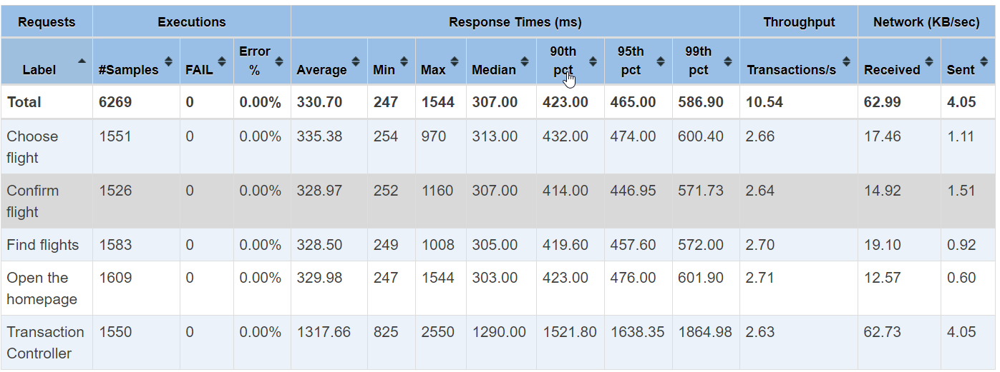 Requests Executions Response Times (ms) Throughput Network (KB/sec)
Label #Samples FAIL Error % Average Min Max Median 90th pct 95th pct 99th pct Transactions/s Received Sent
Total 6269 0 0.00% 330.70 247 1544 307.00 423.00 465.00 586.90 10.54 62.99 4.05
Choose flight 1551 0 0.00% 335.38 254 970 313.00 432.00 474.00 600.40 2.66 17.46 1.11
Confirm flight 1526 0 0.00% 328.97 252 1160 307.00 414.00 446.95 571.73 2.64 14.92 1.51
Find flights 1583 0 0.00% 328.50 249 1008 305.00 419.60 457.60 572.00 2.70 19.10 0.92
Open the homepage 1609 0 0.00% 329.98 247 1544 303.00 423.00 476.00 601.90 2.71 12.57 0.60
Transaction Controller 1550 0 0.00% 1317.66 825 2550 1290.00 1521.80 1638.35 1864.98 2.63 62.73 4.05